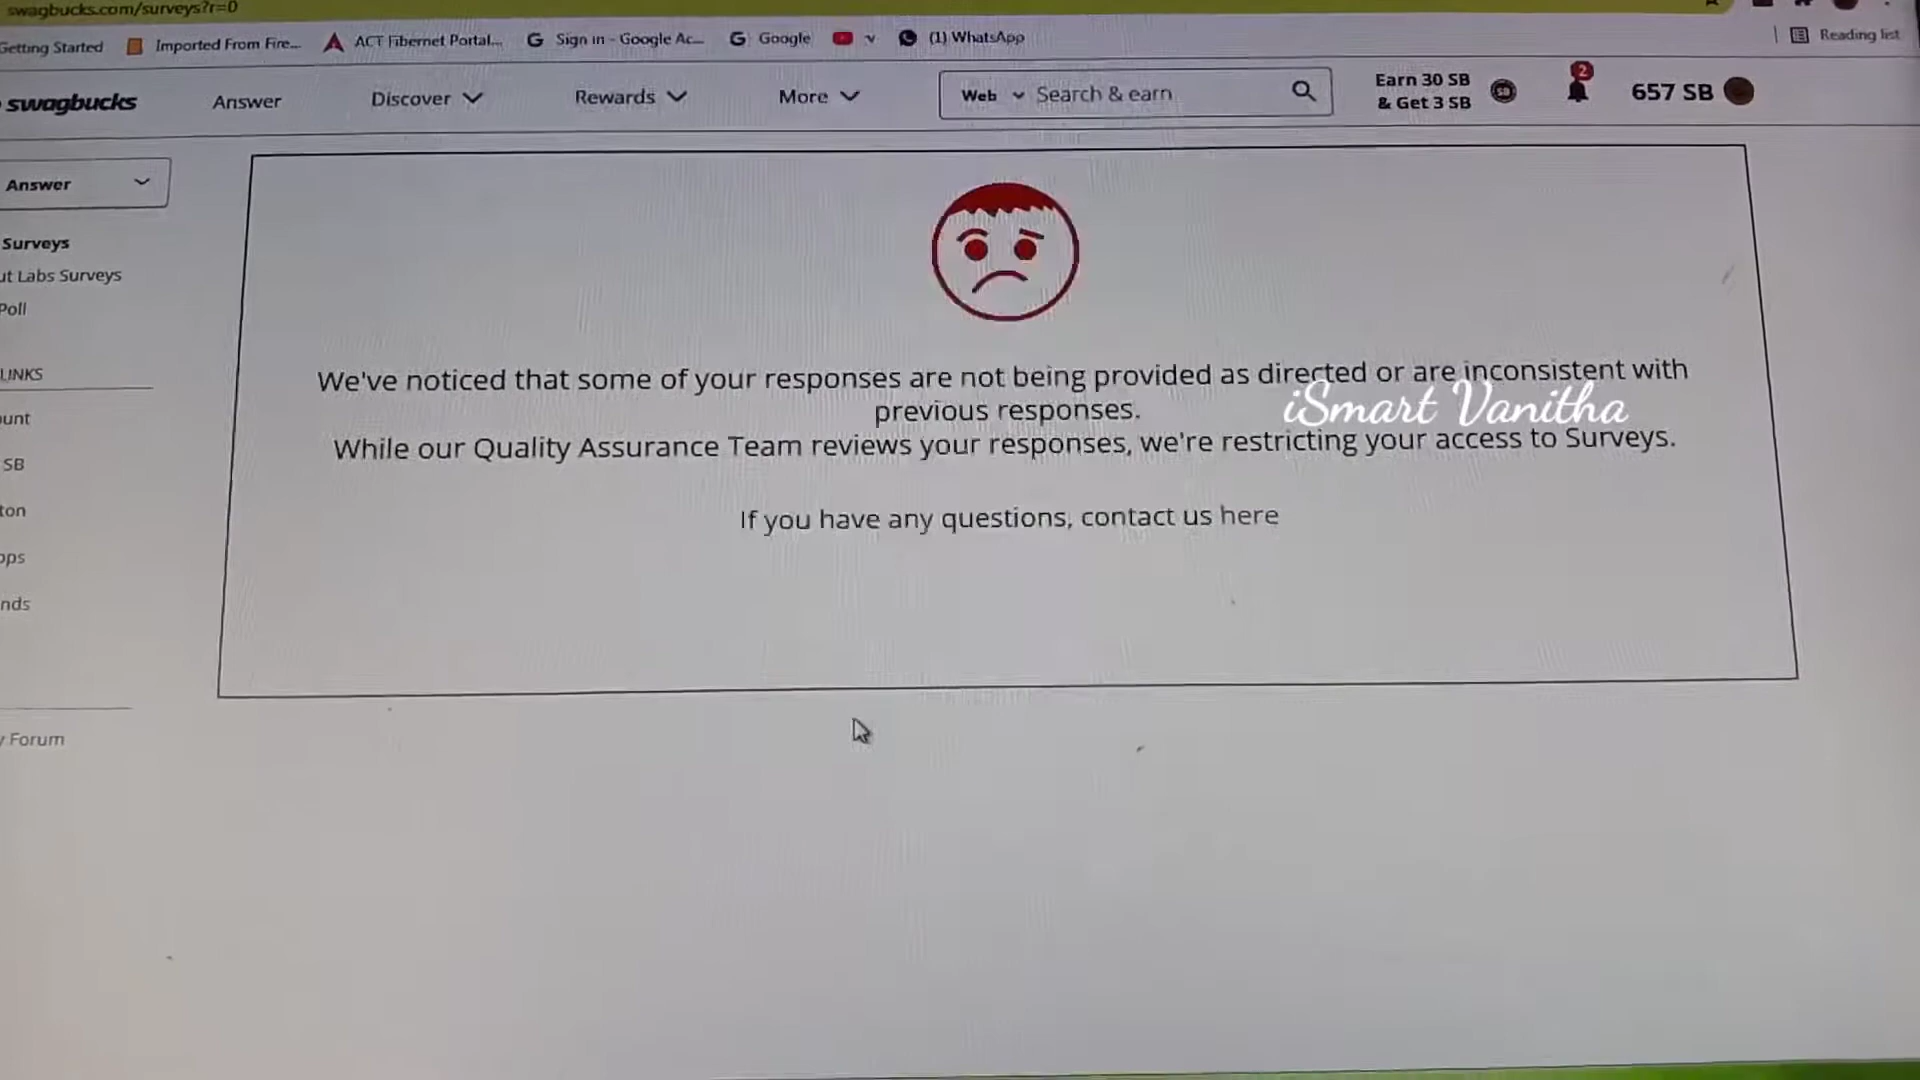 swagbucks.com/surveys?r=0
Getting Started Imported From Fire... ACT Fibernet Portal... Sign in - Google Ac... Google v (1) WhatsApp Reading list
swagbucks Answer Discover Rewards More Web Search & earn Earn 30 SB & Get 3 SB 2 657 SB
Answer
Surveys
ut Labs Surveys
Poll
LINKS
ount
SB
ton
pps
nds
y Forum
We've noticed that some of your responses are not being provided as directed or are inconsistent with
previous responses.
iSmart Vanitha
While our Quality Assurance Team reviews your responses, we're restricting your access to Surveys.
If you have any questions, contact us here